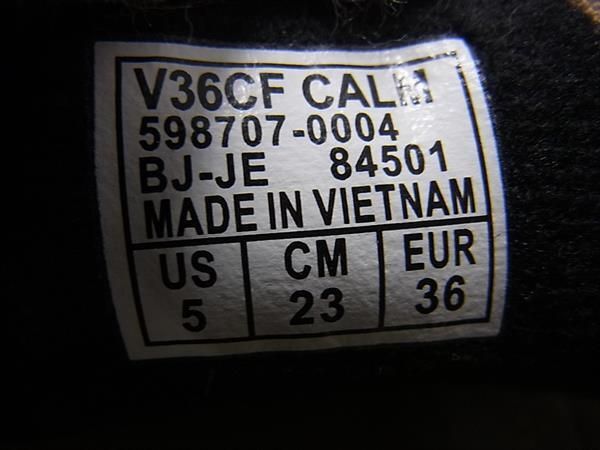 V36CF CALM
598707-0004
BJ-JE 84501
MADE IN VIETNAM
US CM EUR
5 23 36